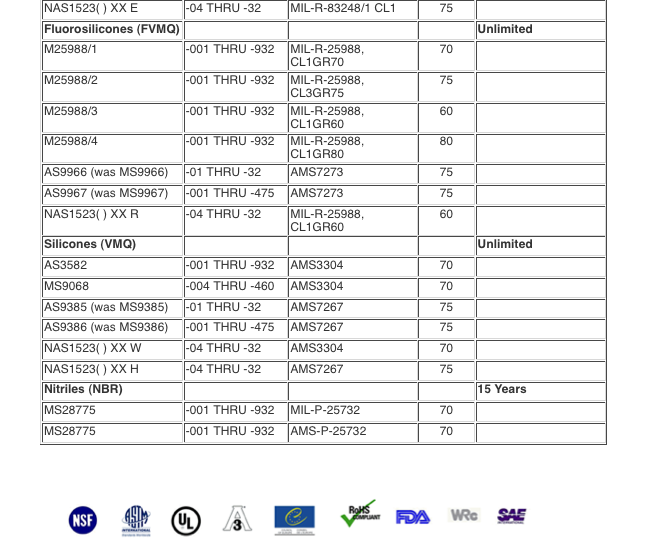 NAS1523( ) XX E -04 THRU -32 MIL-R-83248/1 CL1 75
Fluorosilicones (FVMQ) Unlimited
M25988/1 -001 THRU -932 MIL-R-25988, 70
CL1GR70
M25988/2 -001 THRU -932 MIL-R-25988, 75
CL3GR75
M25988/3 -001 THRU -932 MIL-R-25988, 60
CL1GR60
M25988/4 -001 THRU -932 MIL-R-25988, 80
CL1GR80
AS9966 (was MS9966) -01 THRU -32 AMS7273 75
AS9967 (was MS9967) -001 THRU -475 AMS7273 75
NAS1523( ) XX R -04 THRU -32 MIL-R-25988, 60
CL1GR60
Silicones (VMQ) Unlimited
AS3582 -001 THRU -932 AMS3304 70
MS9068 -004 THRU -460 AMS3304 70
AS9385 (was MS9385) -01 THRU -32 AMS7267 75
AS9386 (was MS9386) -001 THRU -475 AMS7267 75
NAS1523( ) XX W -04 THRU -32 AMS3304 70
NAS1523( ) XX H -04 THRU -32 AMS7267 75
Nitriles (NBR) 15 Years
MS28775 -001 THRU -932 MIL-P-25732 70
MS28775 -001 THRU -932 AMS-P-25732 70
NSF ASTM INTERNATIONAL UL A3 RoHS COMPLIANT FDA WRc SAE